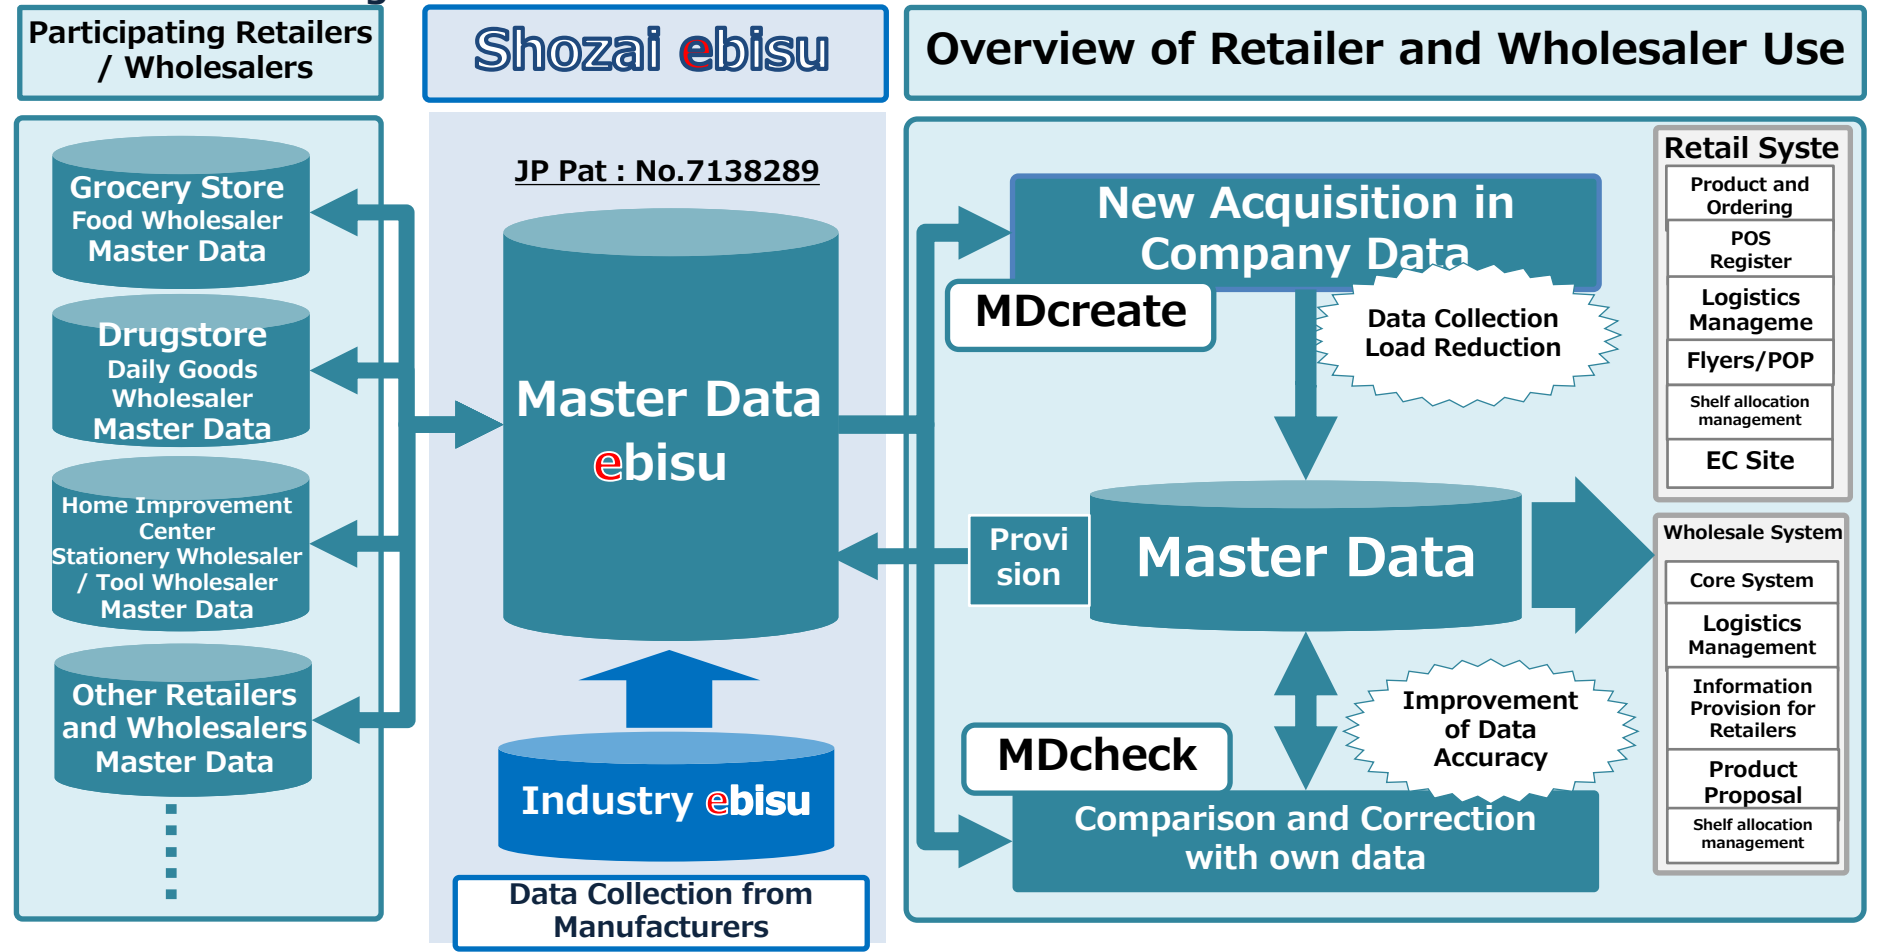 Participating Retailers
/ Wholesalers
Grocery Store
Food Wholesaler
Master Data
Drugstore
Daily Goods
Wholesaler
Master Data
Home Improvement
Center
Stationery Wholesaler
/ Tool Wholesaler
Master Data
Other Retailers
and Wholesalers
Master Data
Shozai ebisu
JP Pat : No.7138289
Master Data
ebisu
Industry ebisu
Data Collection from
Manufacturers
Overview of Retailer and Wholesaler Use
New Acquisition in
Company Data
MDcreate
Data Collection
Load Reduction
Provi
sion
Master Data
MDcheck
Improvement
of Data
Accuracy
Comparison and Correction
with own data
Retail Syste
Product and
Ordering
POS
Register
Logistics
Manageme
Flyers/POP
Shelf allocation
management
EC Site
Wholesale System
Core System
Logistics
Management
Information
Provision for
Retailers
Product
Proposal
Shelf allocation
management